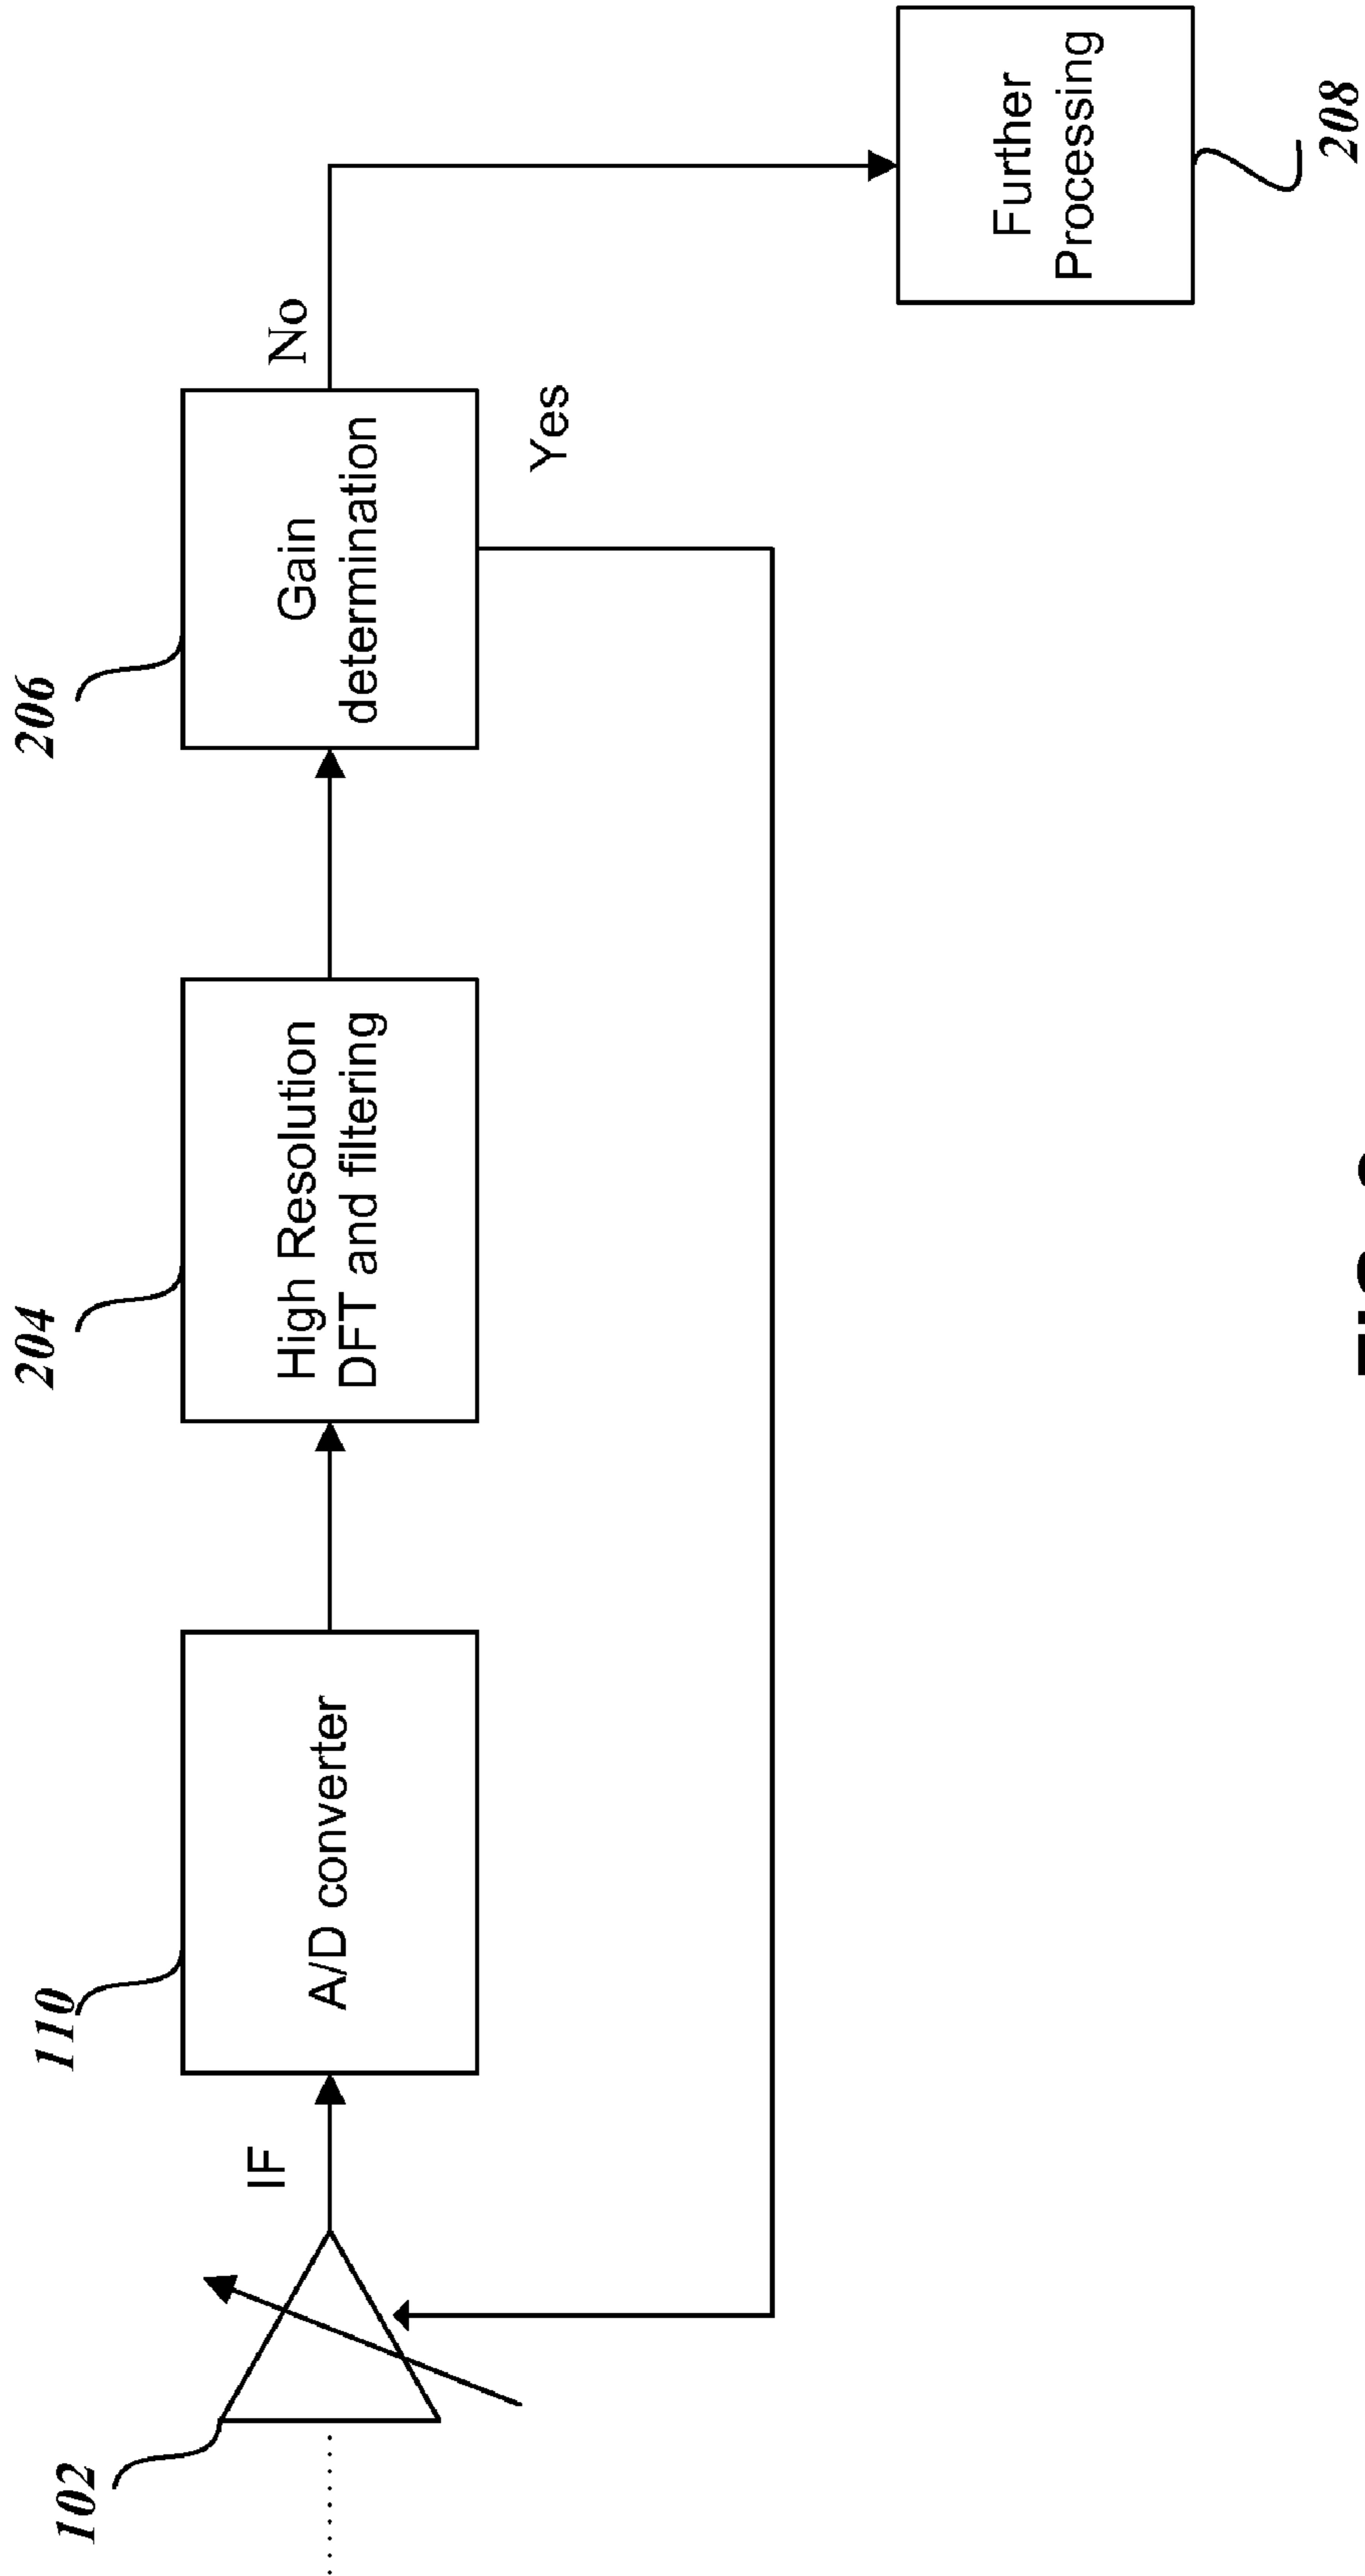 102
IF
110
A/D converter
204
High Resolution
DFT and filtering
206
Gain
determination
No
Yes
Further
Processing
208